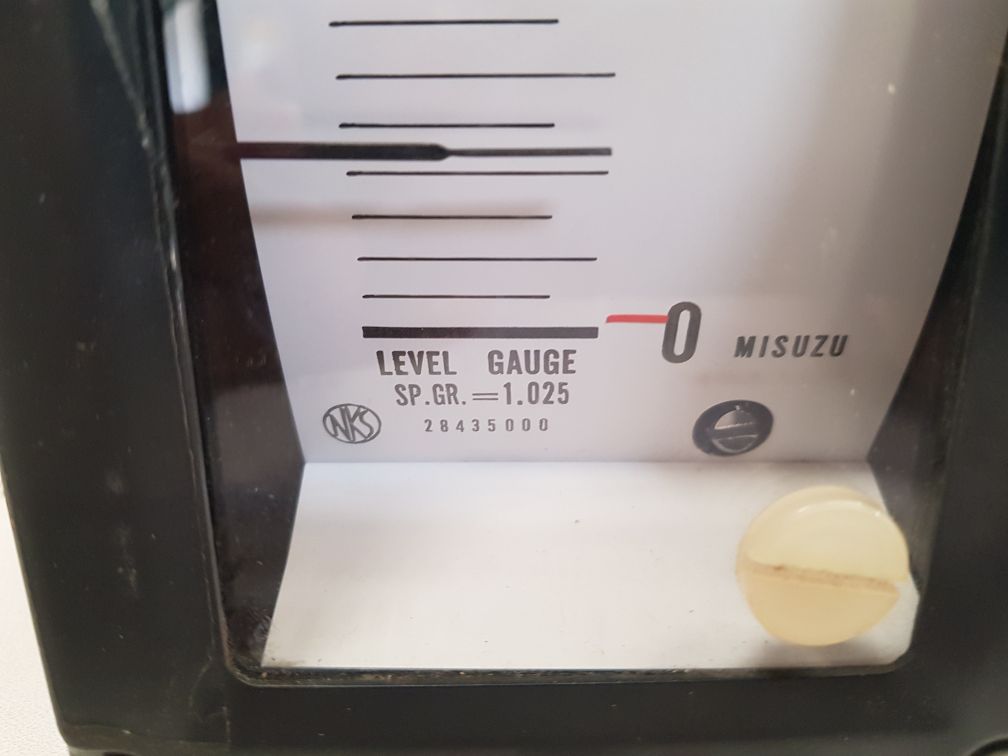 0
MISUZU
LEVEL GAUGE
SP.GR.=1.025
NKS
28435000